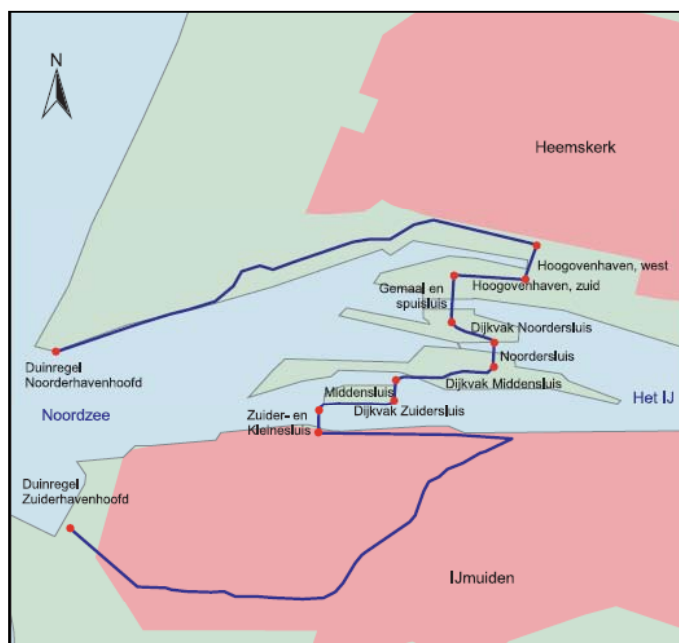 N
Heemskerk
Hoogovenhaven, west
Hoogovenhaven, zuid
Gemaal en
spuisluis
Dijkvak Noordersluis
Noordersluis
Duinregel
Noorderhavenhoofd
Dijkvak Middensluis
Middensluis
Het IJ
Noordzee
Zuider- en
Kleinesluis
Dijkvak Zuidersluis
Duinregel
Zuiderhavenhoofd
IJmuiden